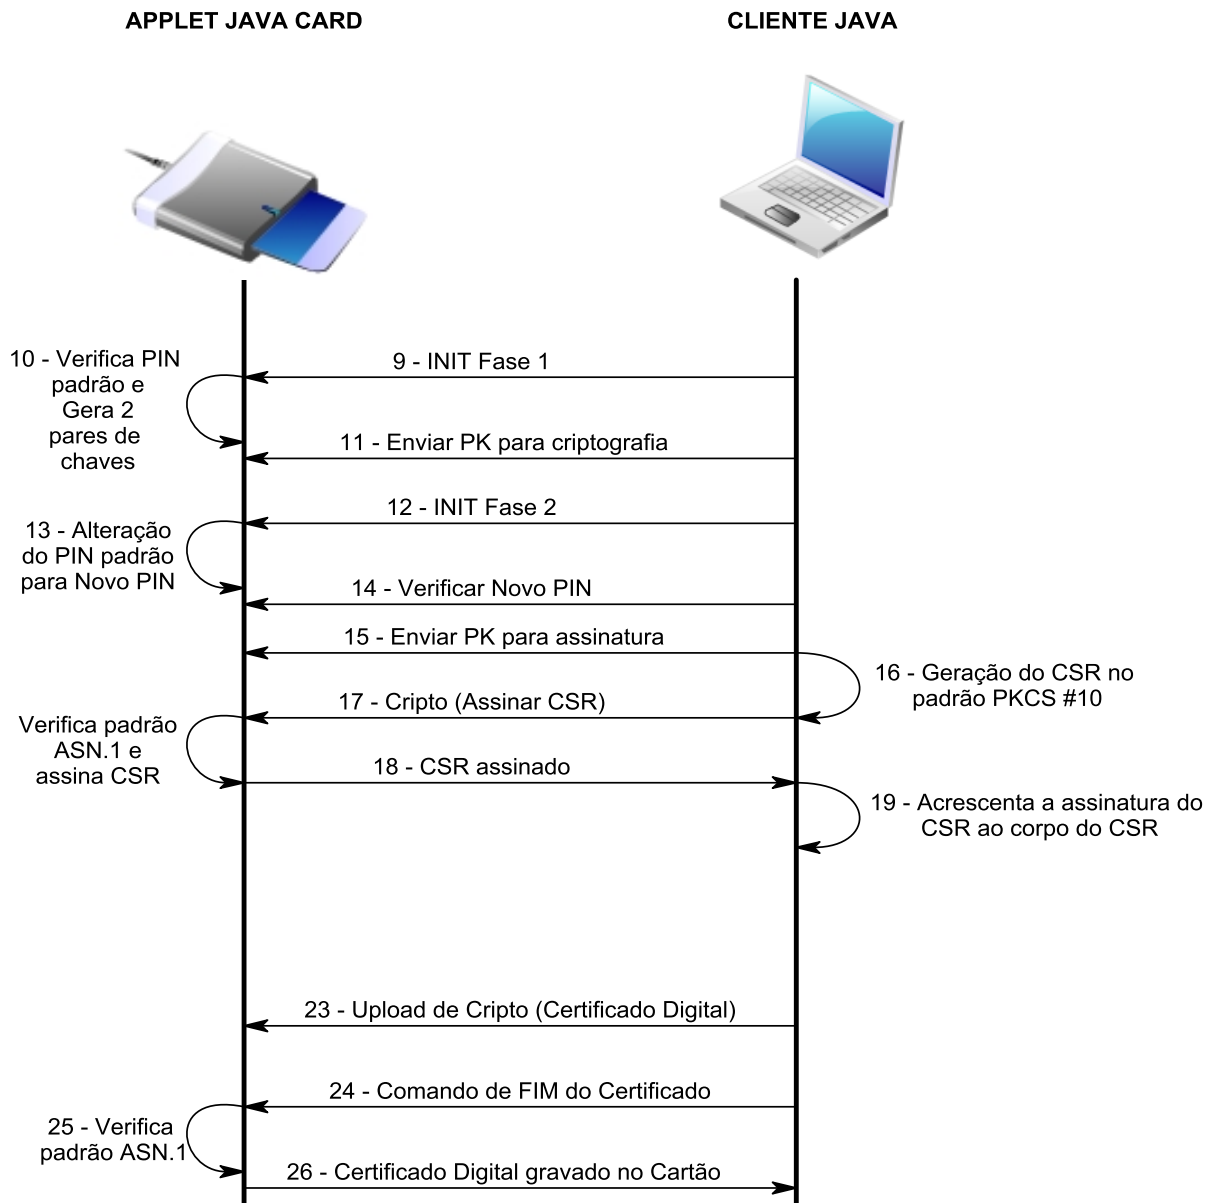 APPLET JAVA CARD
CLIENTE JAVA
9 - INIT Fase 1
10 - Verifica PIN
padrão e
Gera 2
pares de
chaves
11 - Enviar PK para criptografia
12 - INIT Fase 2
13 - Alteração
do PIN padrão
para Novo PIN
14 - Verificar Novo PIN
15 - Enviar PK para assinatura
16 - Geração do CSR no
padrão PKCS #10
17 - Cripto (Assinar CSR)
Verifica padrão
ASN.1 e
assina CSR
18 - CSR assinado
19 - Acrescenta a assinatura do
CSR ao corpo do CSR
23 - Upload de Cripto (Certificado Digital)
24 - Comando de FIM do Certificado
25 - Verifica
padrão ASN.1
26 - Certificado Digital gravado no Cartão